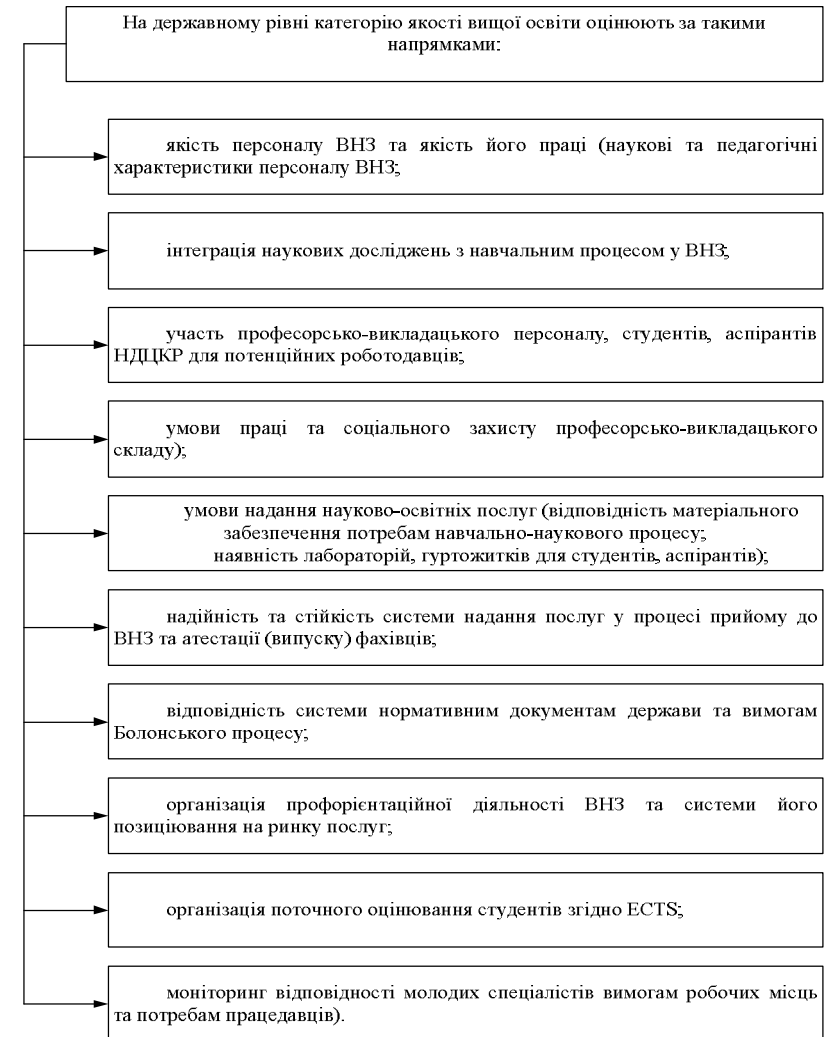 На державному рівні категорію якості вищої освіти оцінюють за такими
напрямками:
якість персоналу ВНЗ та якість його праці (наукові та педагогічні
характеристики персоналу ВНЗ;
інтеграція наукових досліджень з навчальним процесом у ВНЗ;
участь професорсько-викладацького персоналу, студентів, аспірантів
НДЦКР для потенційних роботодавців;
умови праці та соціального захисту професорсько-викладацького
складу);
умови надання науково-освітніх послуг (відповідність матеріального
забезпечення потребам навчально-наукового процесу;
наявність лабораторій, гуртожитків для студентів, аспірантів);
надійність та стійкість системи надання послуг у процесі прийому до
ВНЗ та атестації (випуску) фахівців;
відповідність системи нормативним документам держави та вимогам
Болонського процесу;
організація профорієнтаційної діяльності ВНЗ та системи його
позиціювання на ринку послуг;
організація поточного оцінювання студентів згідно ECTS;
моніторинг відповідності молодих спеціалістів вимогам робочих місць
та потребам працедавців).